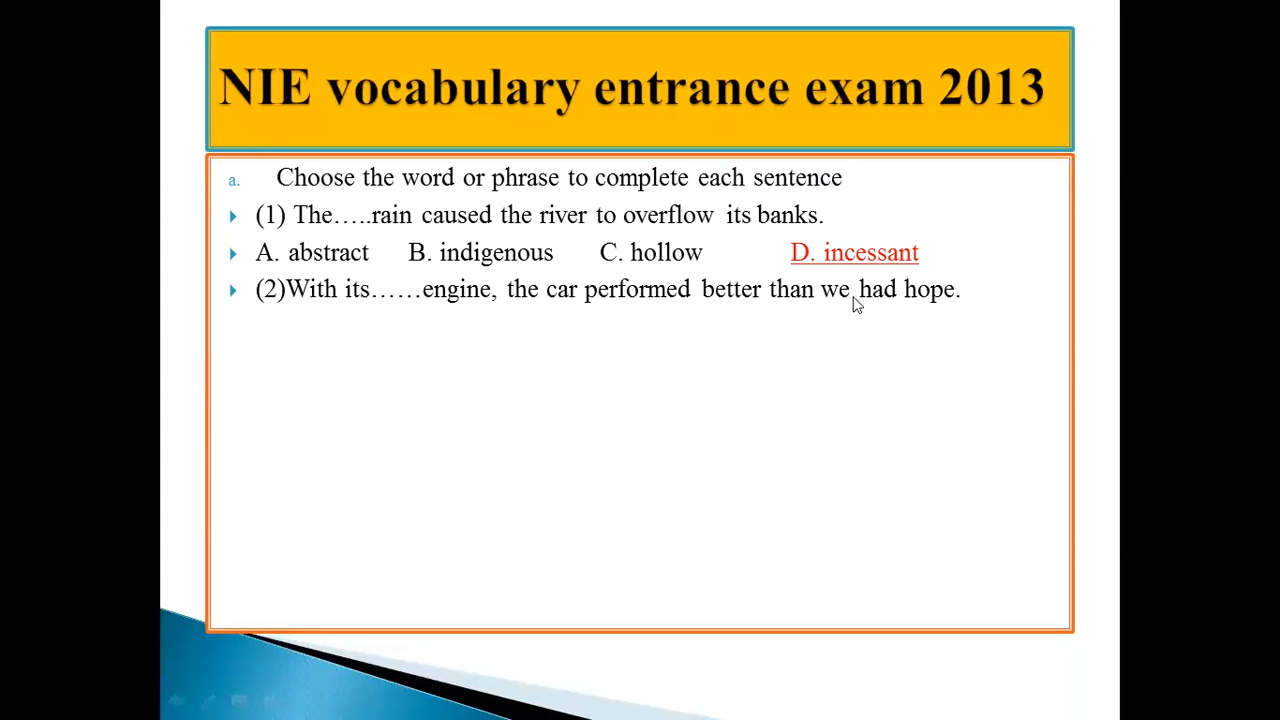 NIE vocabulary entrance exam 2013
a. Choose the word or phrase to complete each sentence
(1) The…..rain caused the river to overflow its banks.
A. abstract B. indigenous C. hollow D. incessant
(2)With its……engine, the car performed better than we had hope.